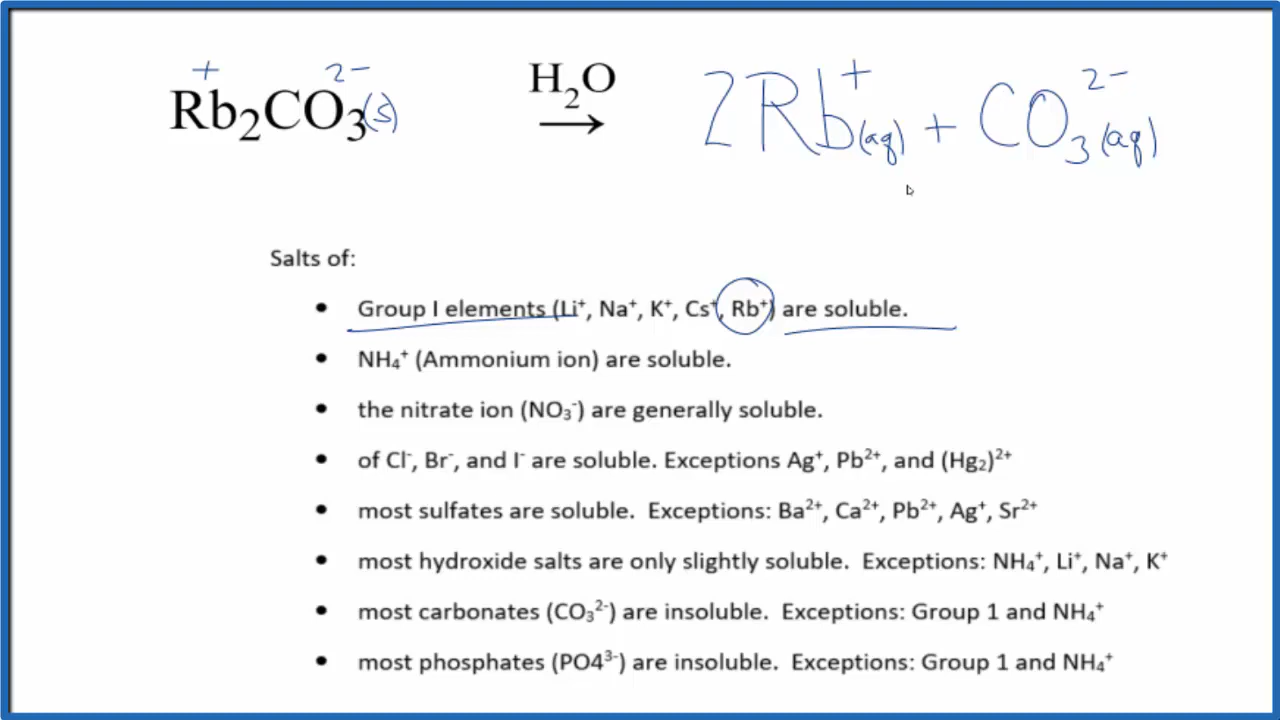 Rb₂⁺CO₃²⁻(s) H₂O → 2Rb⁺(aq) + CO₃²⁻(aq)
Salts of:
• Group I elements (Li⁺, Na⁺, K⁺, Cs⁺, Rb⁺) are soluble.
• NH₄⁺ (Ammonium ion) are soluble.
• the nitrate ion (NO₃⁻) are generally soluble.
• of Cl⁻, Br⁻, and I⁻ are soluble. Exceptions Ag⁺, Pb²⁺, and (Hg₂)²⁺
• most sulfates are soluble. Exceptions: Ba²⁺, Ca²⁺, Pb²⁺, Ag⁺, Sr²⁺
• most hydroxide salts are only slightly soluble. Exceptions: NH₄⁺, Li⁺, Na⁺, K⁺
• most carbonates (CO₃²⁻) are insoluble. Exceptions: Group 1 and NH₄⁺
• most phosphates (PO4³⁻) are insoluble. Exceptions: Group 1 and NH₄⁺